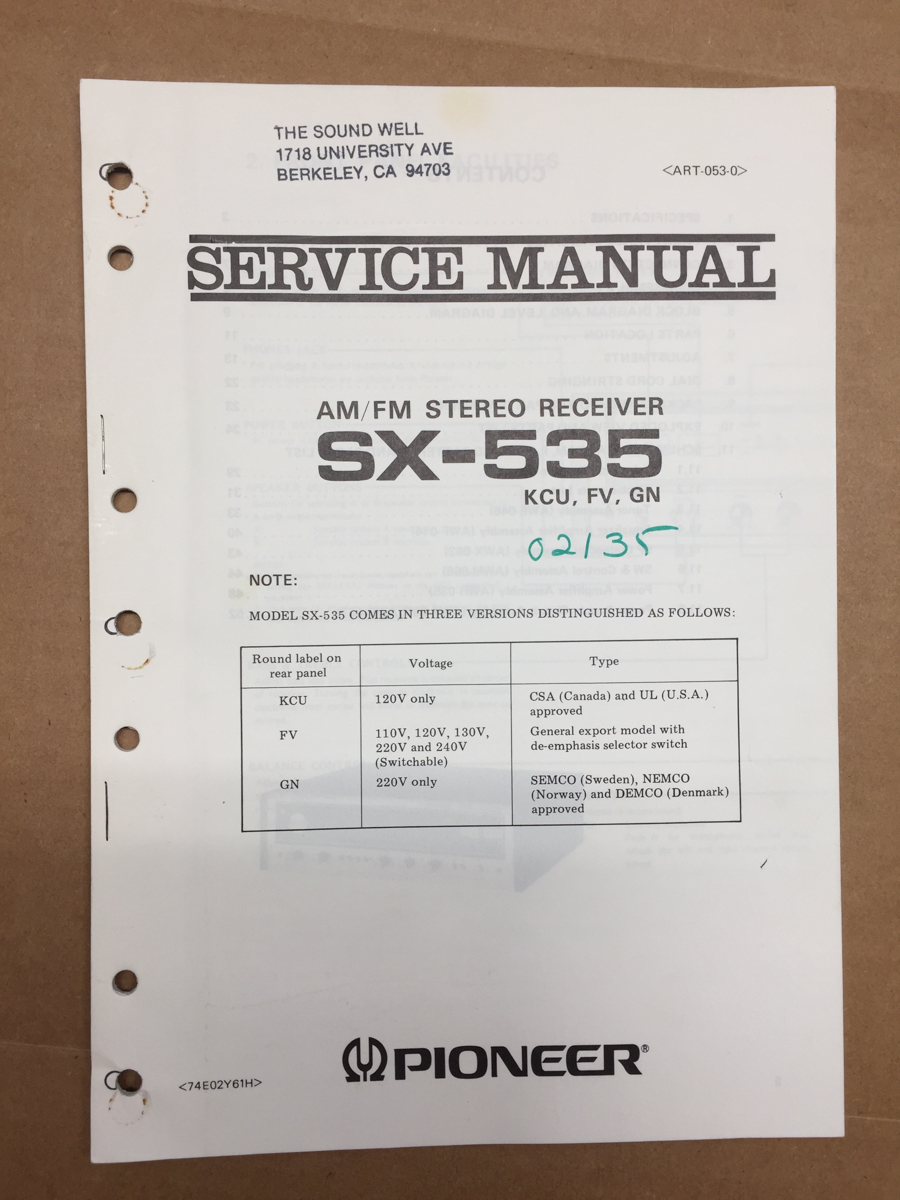 THE SOUND WELL
1718 UNIVERSITY AVE
BERKELEY, CA 94703
<ART-053-0>
SERVICE MANUAL
AM/FM STEREO RECEIVER
SX-535
KCU, FV, GN
02135
NOTE:
MODEL SX-535 COMES IN THREE VERSIONS DISTINGUISHED AS FOLLOWS:
Round label on rear panel Voltage Type
KCU 120V only CSA (Canada) and UL (U.S.A.)
approved
FV 110V, 120V, 130V, General export model with
220V and 240V de-emphasis selector switch
(Switchable)
GN 220V only SEMCO (Sweden), NEMCO
(Norway) and DEMCO (Denmark)
approved
PIONEER®
<74E02Y61H>